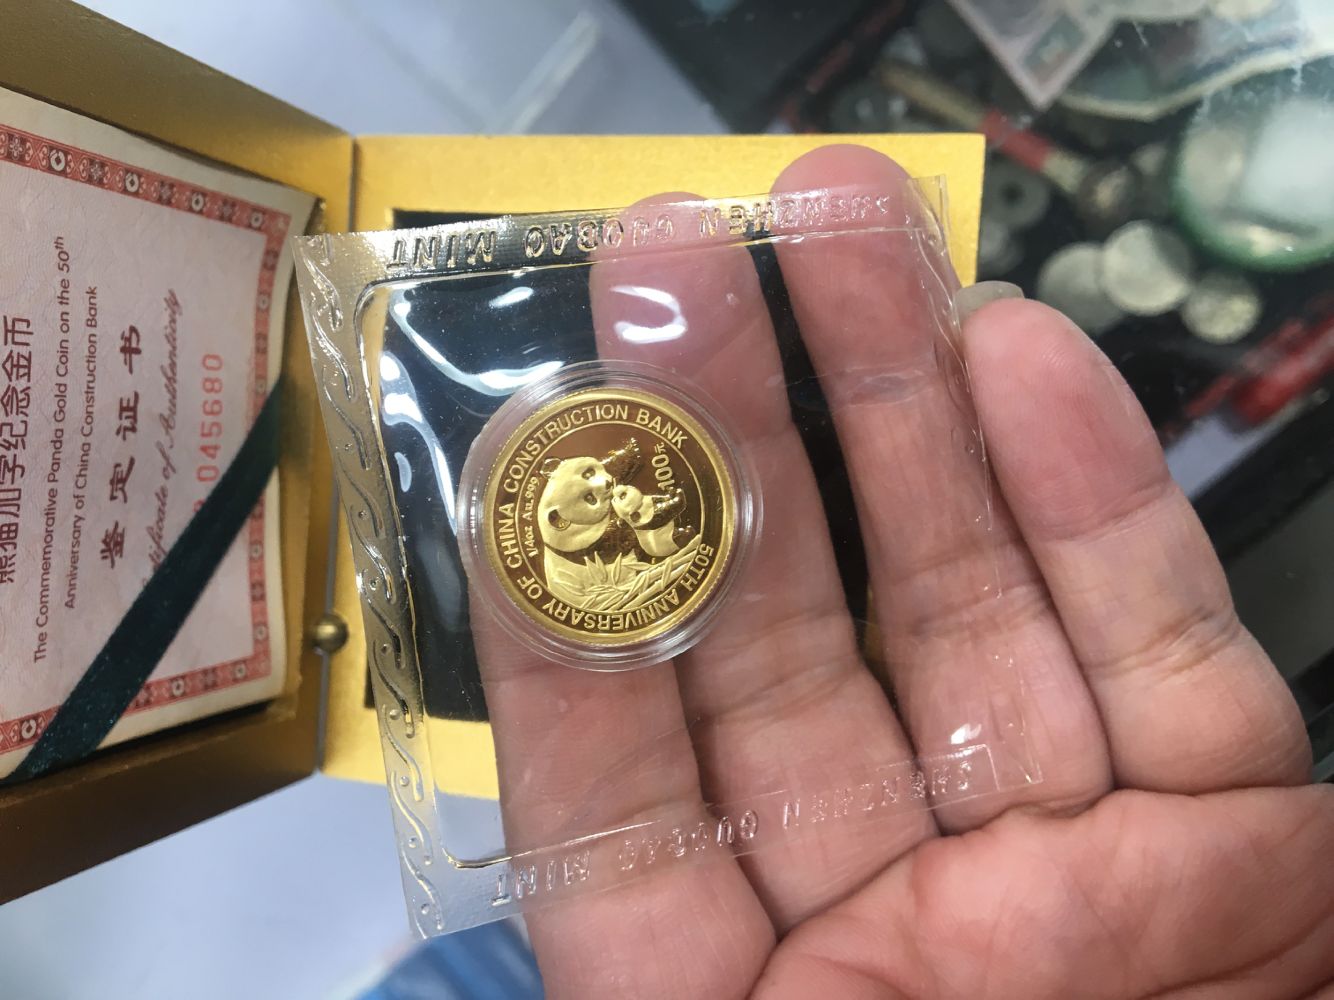 熊猫加字纪念金币
The Commemorative Panda Gold Coin on the 50th
Anniversary of China Construction Bank
鉴定证书
of Authenticity
045680
SHENZHEN GUOBAO MINT
50TH ANNIVERSARY OF CHINA CONSTRUCTION BANK
1/4oz Au.999
100元
SHENZHEN GUOBAO MINT